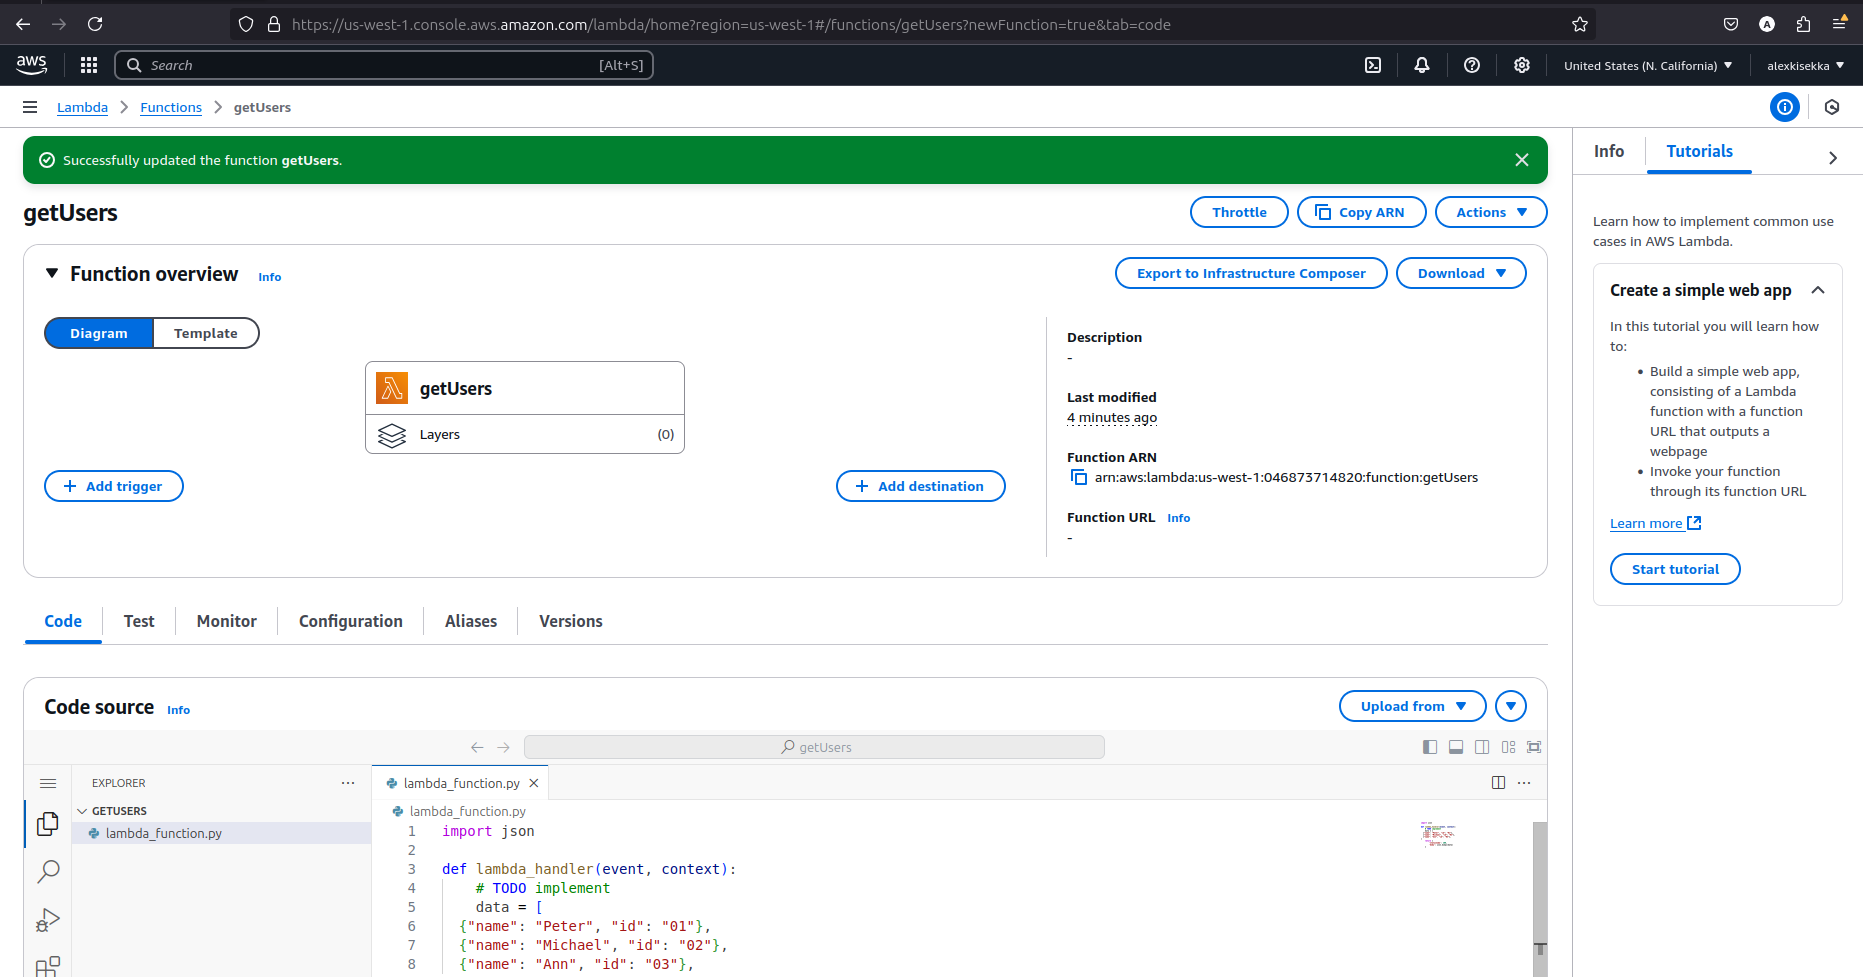 https://us-west-1.console.aws.amazon.com/lambda/home?region=us-west-1#/functions/getUsers?newFunction=true&tab=code
A
aws
Search [Alt+S]
United States (N. California)
alexkisekka
Lambda > Functions > getUsers
Successfully updated the function getUsers.
getUsers
Throttle
Copy ARN
Actions
Function overview Info
Export to Infrastructure Composer
Download
Diagram
Template
getUsers
Layers (0)
+ Add trigger
+ Add destination
Description
-
Last modified
4 minutes ago
Function ARN
arn:aws:lambda:us-west-1:046873714820:function:getUsers
Function URL Info
-
Code
Test
Monitor
Configuration
Aliases
Versions
Code source Info
Upload from
getUsers
EXPLORER
GETUSERS
lambda_function.py
lambda_function.py
lambda_function.py
1 import json
2
3 def lambda_handler(event, context):
4 # TODO implement
5 data = [
6 {"name": "Peter", "id": "01"},
7 {"name": "Michael", "id": "02"},
8 {"name": "Ann", "id": "03"},
Info
Tutorials
Learn how to implement common use
cases in AWS Lambda.
Create a simple web app
In this tutorial you will learn how
to:
• Build a simple web app,
consisting of a Lambda
function with a function
URL that outputs a
webpage
• Invoke your function
through its function URL
Learn more
Start tutorial